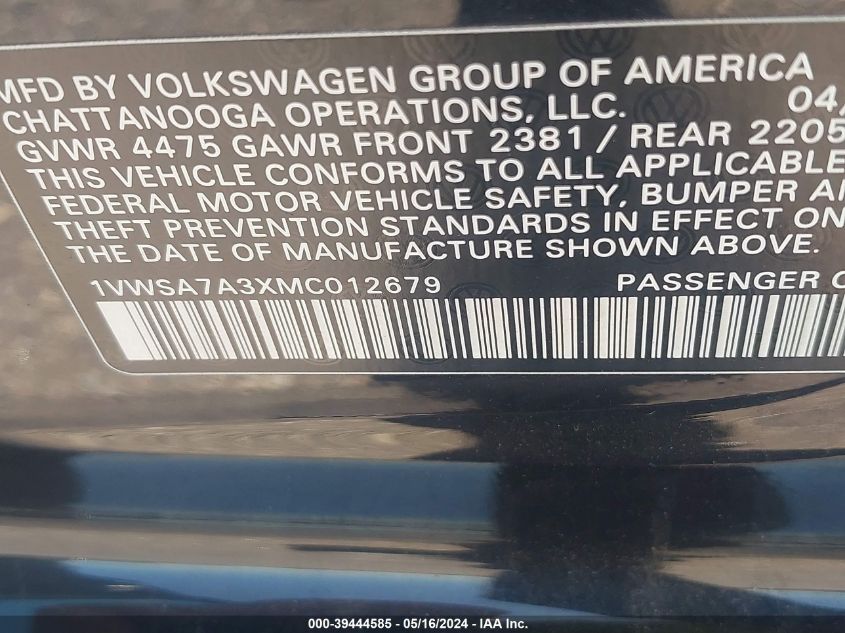 MFD BY VOLKSWAGEN GROUP OF AMERICA
CHATTANOOGA OPERATIONS, LLC. 04/
GVWR 4475 GAWR FRONT 2381 / REAR 2205
THIS VEHICLE CONFORMS TO ALL APPLICABLE
FEDERAL MOTOR VEHICLE SAFETY, BUMPER A
THEFT PREVENTION STANDARDS IN EFFECT ON
THE DATE OF MANUFACTURE SHOWN ABOVE.
1VWSA7A3XMC012679 PASSENGER C
000-39444585 - 05/16/2024 - IAA Inc.